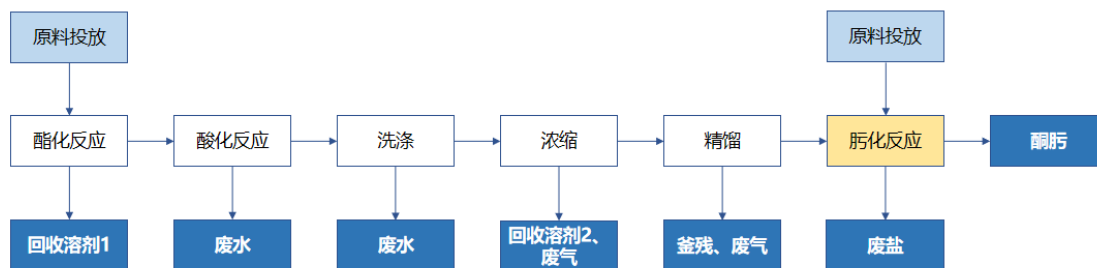 原料投放
原料投放
酯化反应
酸化反应
洗涤
浓缩
精馏
肟化反应
酮肟
回收溶剂1
废水
废水
回收溶剂2、
废气
釜残、废气
废盐